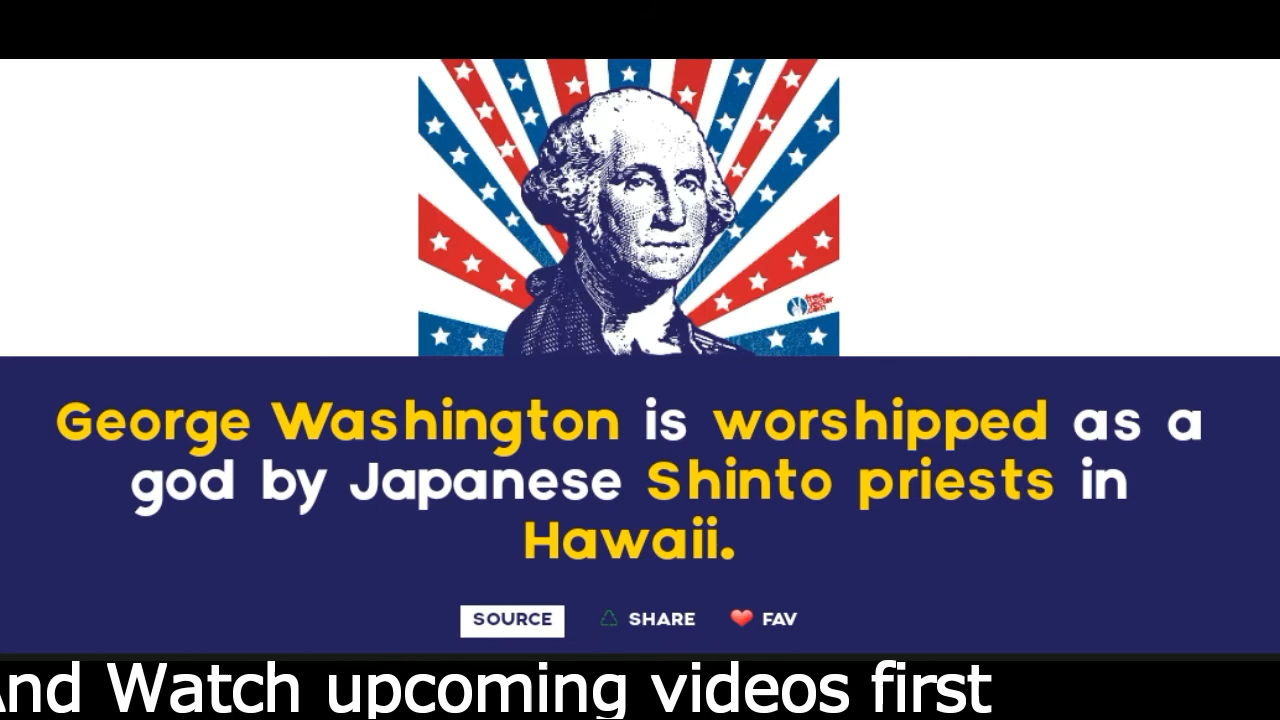 George Washington is worshipped as a
god by Japanese Shinto priests in
Hawaii.
SOURCE SHARE FAV
And Watch upcoming videos first